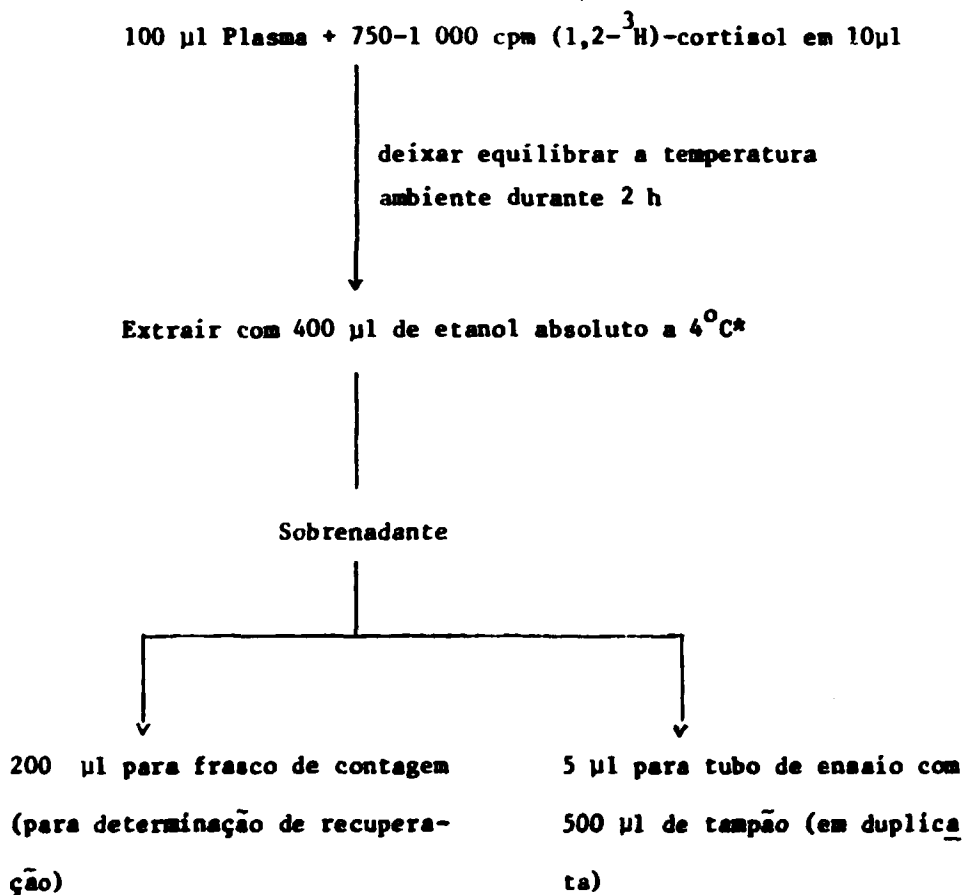 100 µl Plasma + 750-1 000 cpm (1,2-³H)-cortisol em 10µl
deixar equilibrar a temperatura
ambiente durante 2 h
Extrair com 400 µl de etanol absoluto a 4°C*
Sobrenadante
200 µl para frasco de contagem
(para determinação de recupera-
ção)
5 µl para tubo de ensaio com
500 µl de tampão (em duplica
ta)